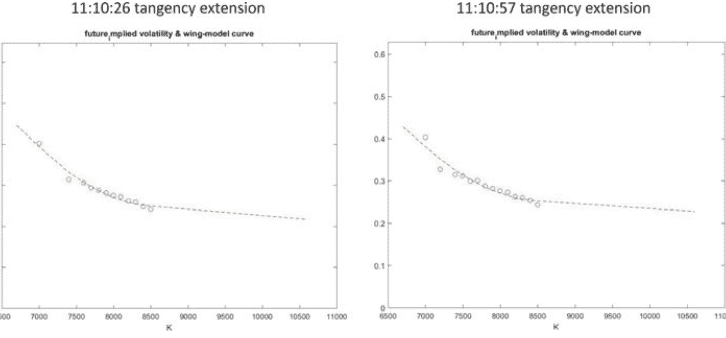 11:10:26 tangency extension
11:10:57 tangency extension
future,mplied volatility & wing-model curve
future,mplied volatility & wing-model curve
0.6
0.5
0.4
0.3
0.2
0.1
0
500 7000 7500 8000 8500 9000 9500 10000 10500 11000
6500 7000 7500 8000 8500 9000 9500 10000 10500 110
K
K